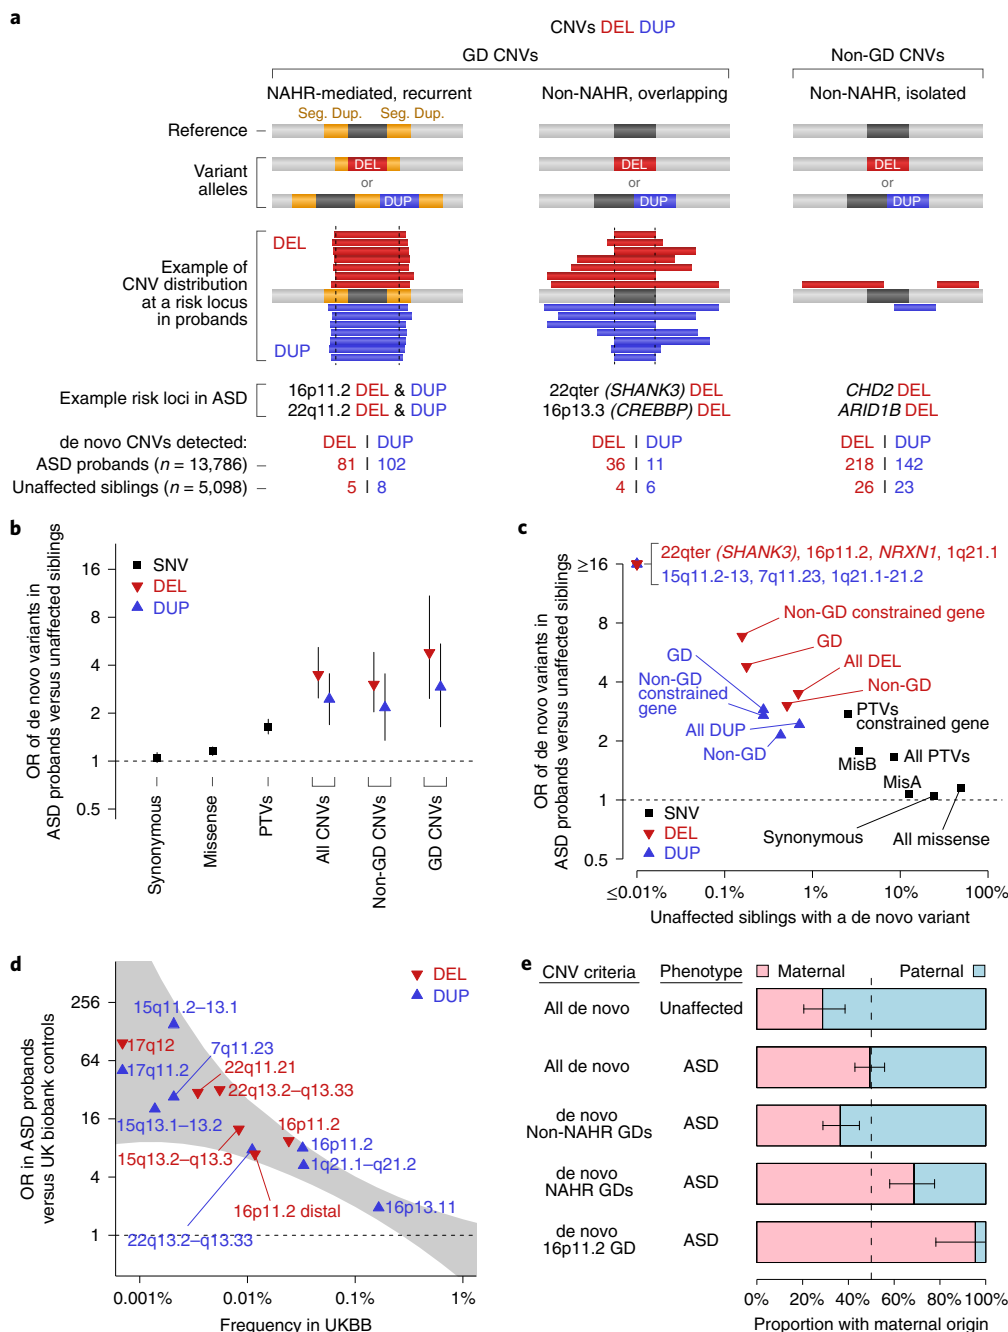 a
CNVs DEL DUP
GD CNVs
Non-GD CNVs
NAHR-mediated, recurrent
Non-NAHR, overlapping
Non-NAHR, isolated
Seg. Dup. Seg. Dup.
Reference
Variant
alleles
DEL
or
DUP
DEL
or
DUP
DEL
or
DUP
Example of
CNV distribution
at a risk locus
in probands
DEL
DUP
Example risk loci in ASD
16p11.2 DEL & DUP
22q11.2 DEL & DUP
22qter (SHANK3) DEL
16p13.3 (CREBBP) DEL
CHD2 DEL
ARID1B DEL
de novo CNVs detected:
DEL | DUP
DEL | DUP
DEL | DUP
ASD probands (n = 13,786)
81 | 102
36 | 11
218 | 142
Unaffected siblings (n = 5,098)
5 | 8
4 | 6
26 | 23
b
OR of de novo variants in
ASD probands versus unaffected siblings
16
8
4
2
1
0.5
SNV
DEL
DUP
Synonymous
Missense
PTVs
All CNVs
Non-GD CNVs
GD CNVs
c
OR of de novo variants in
ASD probands versus unaffected siblings
≥16
8
4
2
1
0.5
22qter (SHANK3), 16p11.2, NRXN1, 1q21.1
15q11.2-13, 7q11.23, 1q21.1-21.2
Non-GD constrained gene
GD
All DEL
Non-GD
GD
Non-GD
constrained
gene
All DUP
Non-GD
PTVs
constrained gene
MisB
All PTVs
MisA
Synonymous
All missense
SNV
DEL
DUP
≤0.01%
0.1%
1%
10%
100%
Unaffected siblings with a de novo variant
d
OR in ASD probands
versus UK biobank controls
256
64
16
4
1
DEL
DUP
15q11.2–13.1
17q12
7q11.23
17q11.2
22q11.21
22q13.2–q13.33
15q13.1–13.2
16p11.2
16p11.2
15q13.2–q13.3
1q21.1–q21.2
16p11.2 distal
16p13.11
22q13.2–q13.33
0.001%
0.01%
0.1%
1%
Frequency in UKBB
e
CNV criteria
Phenotype
Maternal
Paternal
All de novo
Unaffected
All de novo
ASD
de novo
Non-NAHR GDs
ASD
de novo
NAHR GDs
ASD
de novo
16p11.2 GD
ASD
0% 20% 40% 60% 80% 100%
Proportion with maternal origin